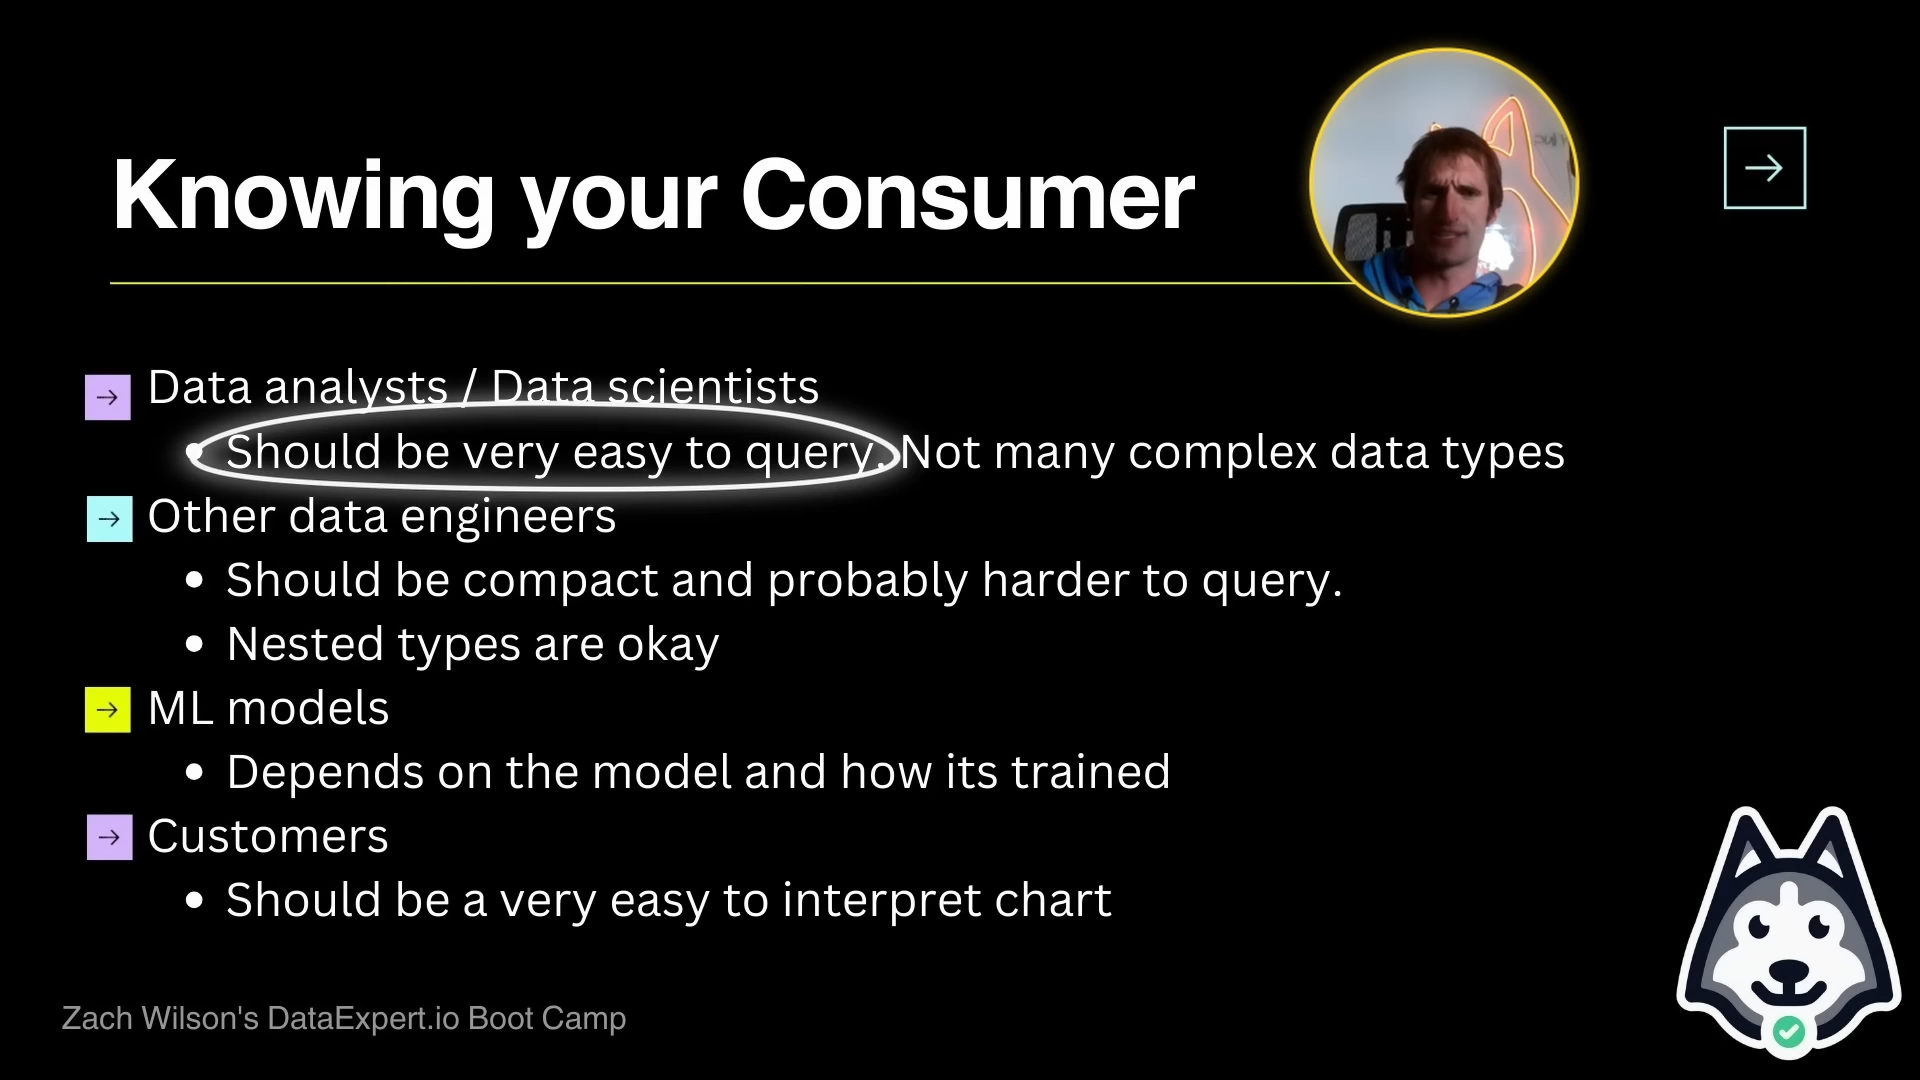 Knowing your Consumer
Data analysts / Data scientists
Should be very easy to query. Not many complex data types
Other data engineers
Should be compact and probably harder to query.
Nested types are okay
ML models
Depends on the model and how its trained
Customers
Should be a very easy to interpret chart
Zach Wilson's DataExpert.io Boot Camp